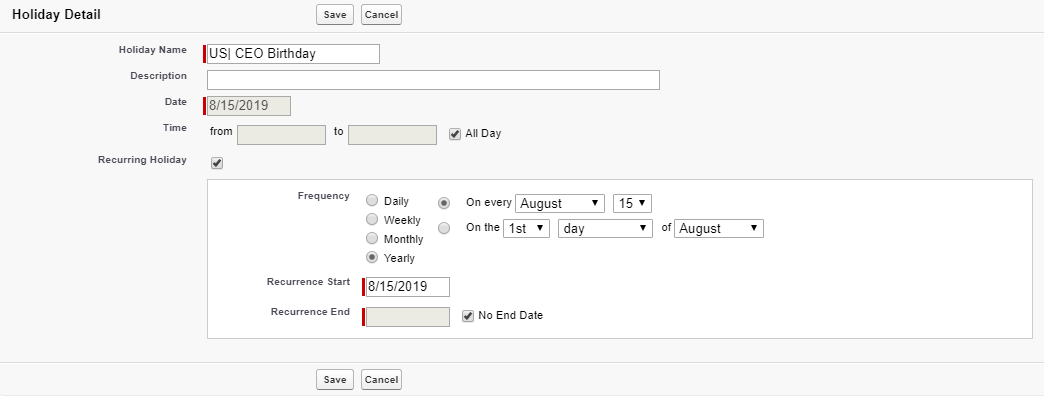 Holiday Detail Save Cancel
Holiday Name US| CEO Birthday
Description
Date 8/15/2019
Time from to All Day
Recurring Holiday
Frequency Daily On every August 15
Weekly On the 1st day of August
Monthly
Yearly
Recurrence Start 8/15/2019
Recurrence End No End Date
Save Cancel